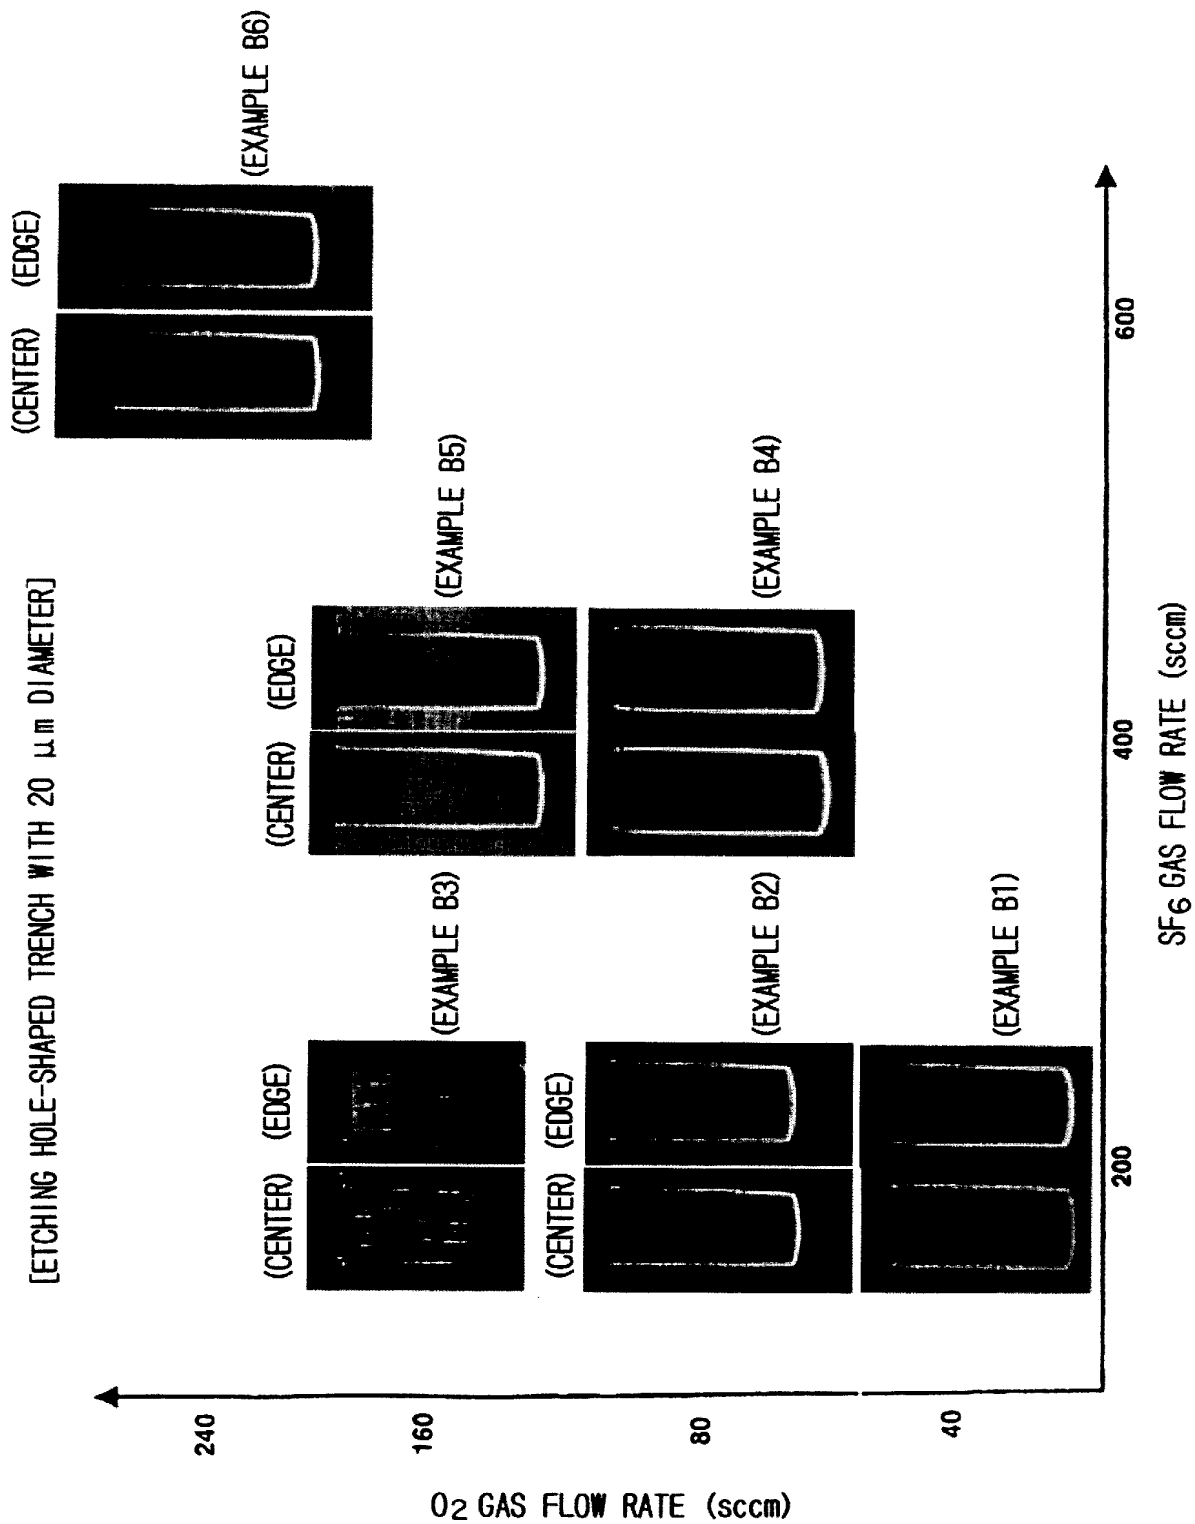 [ETCHING HOLE-SHAPED TRENCH WITH 20 μm DIAMETER]
(CENTER) (EDGE)
(EXAMPLE B6)
(CENTER) (EDGE)
(EXAMPLE B3)
(CENTER) (EDGE)
(EXAMPLE B5)
(CENTER) (EDGE)
(EXAMPLE B2)
(EXAMPLE B4)
(EXAMPLE B1)
240
160
80
40
O2 GAS FLOW RATE (sccm)
200
400
600
SF6 GAS FLOW RATE (sccm)